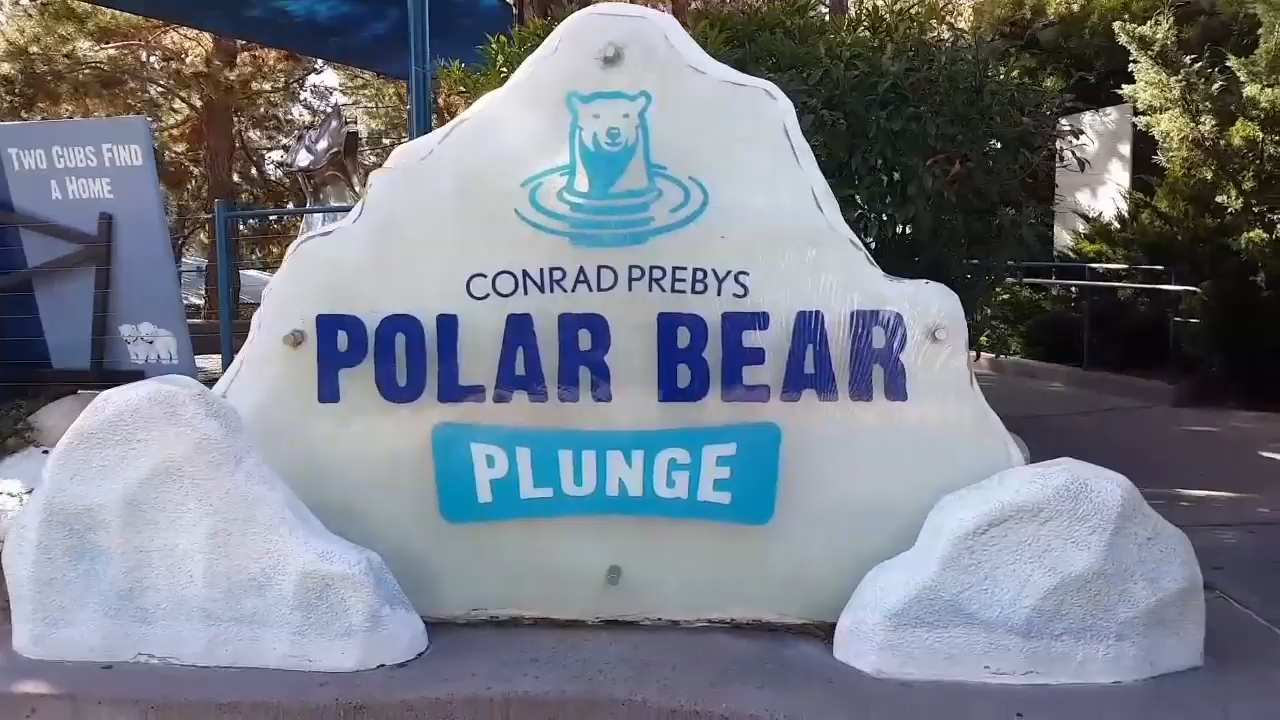 TWO CUBS FIND
A HOME
CONRAD PREBYS
POLAR BEAR
PLUNGE